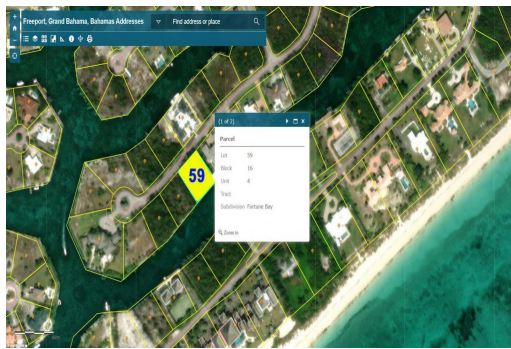 Freeport, Grand Bahama, Bahamas Addresses
Find address or place
(1 of 2)
Parcel
Lot 59
Block 16
Unit 4
Tract
Subdivision Fortune Bay
Zoom to
59